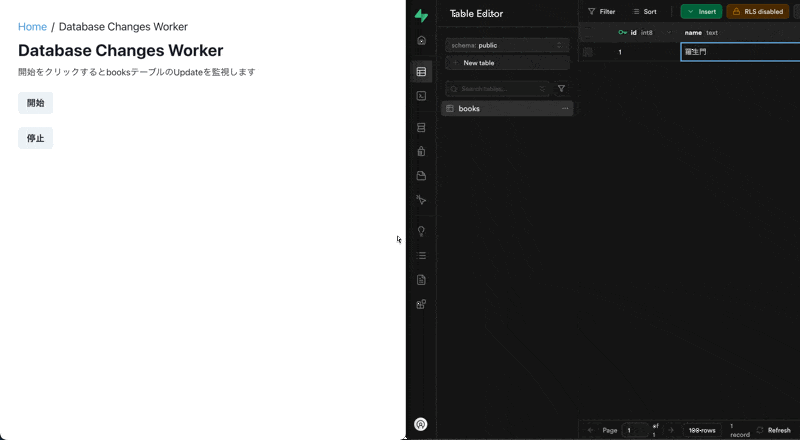 Home / Database Changes Worker
Database Changes Worker
開始をクリックするとbooksテーブルのUpdateを監視します
開始
停止
Table Editor
schema: public
New table
Search tables...
books
Filter
Sort
Insert
RLS disabled
id int8
name text
1
羅生門
Page 1 of 1
100 rows
1 record
Refresh